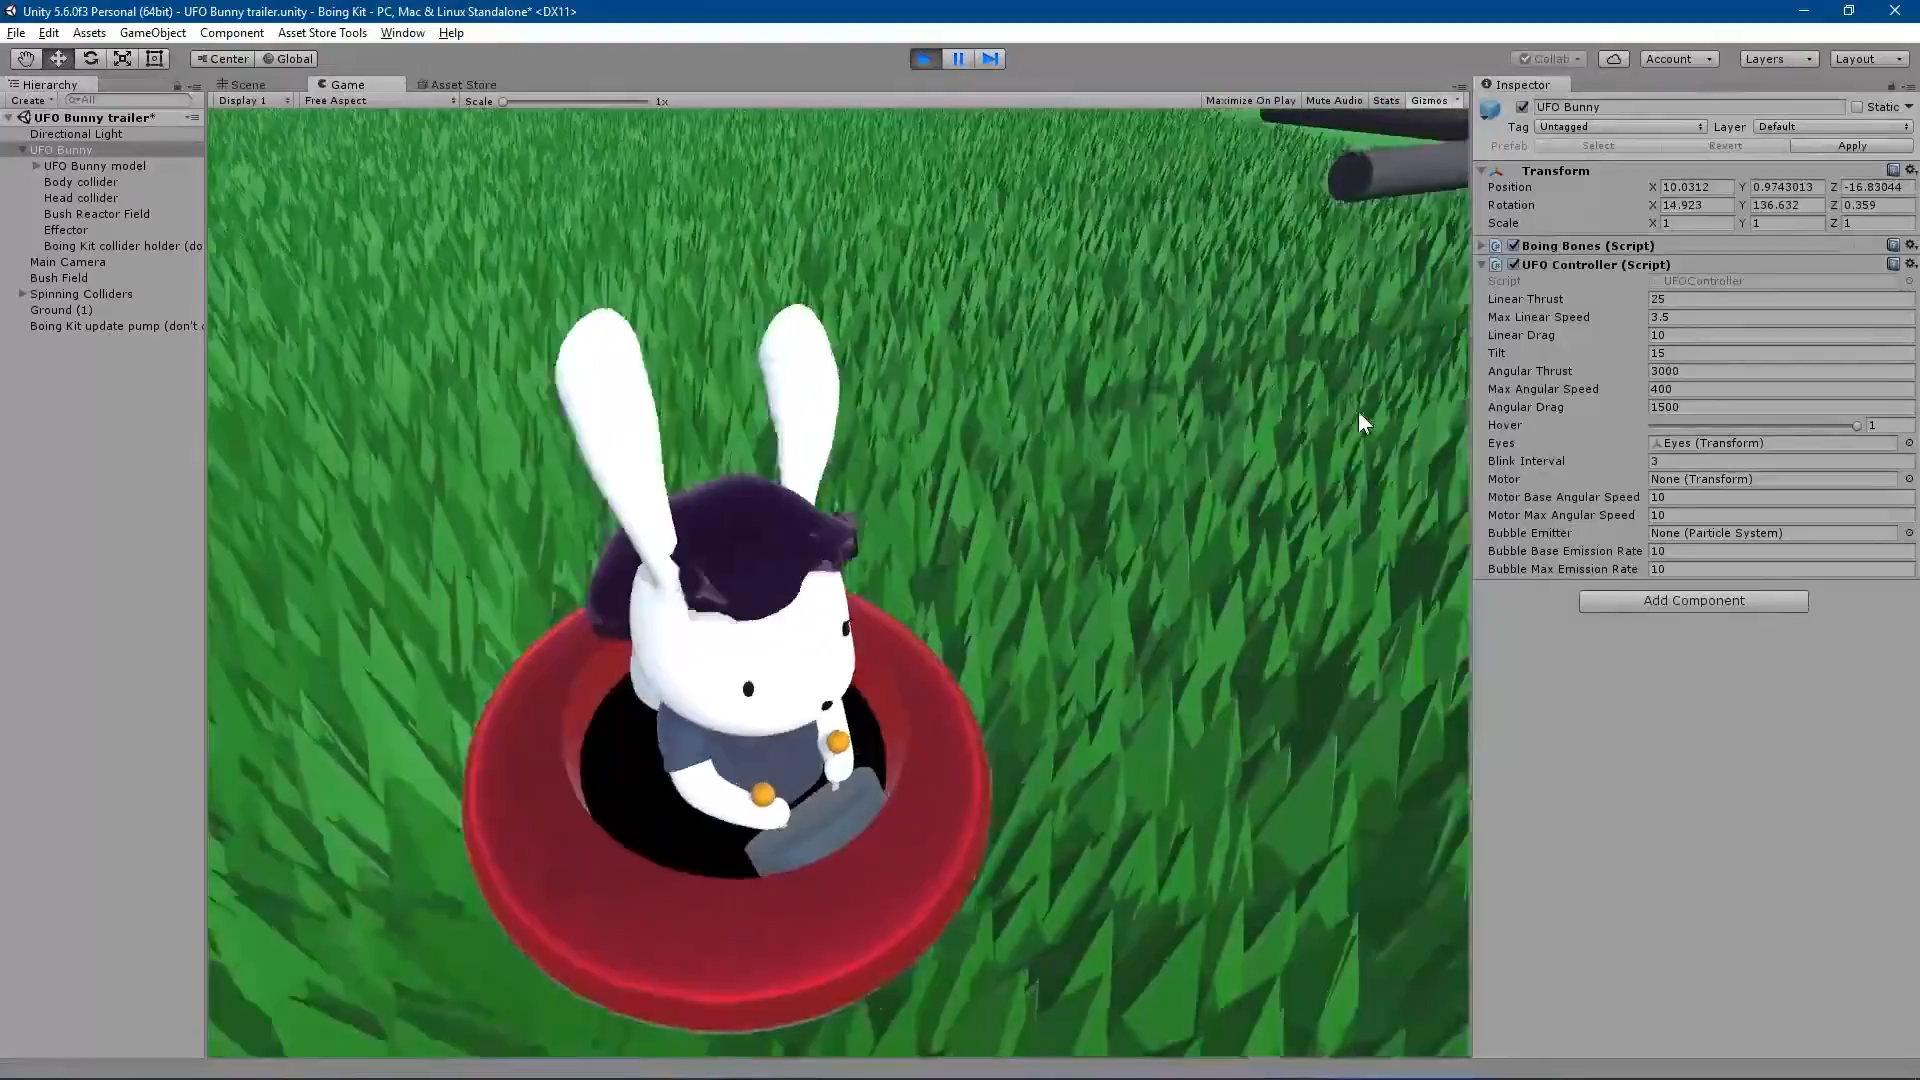 Unity 5.6.0f3 Personal (64bit) - UFO Bunny trailer.unity - Boing Kit - PC, Mac & Linux Standalone* <DX11>
File Edit Assets GameObject Component Asset Store Tools Window Help
Center Global Collab Account Layers Layout
Hierarchy
Create All
UFO Bunny trailer*
Directional Light
UFO Bunny
UFO Bunny model
Body collider
Head collider
Bush Reactor Field
Effector
Boing Kit collider holder (do
Main Camera
Bush Field
Spinning Colliders
Ground (1)
Boing Kit update pump (don't
Scene Game Asset Store
Display 1 Free Aspect Scale 1x Maximize On Play Mute Audio Stats Gizmos
Inspector
UFO Bunny Static
Tag Untagged Layer Default
Prefab Select Revert Apply
Transform
Position X 10.0312 Y 0.9743013 Z -16.83044
Rotation X 14.923 Y 136.632 Z 0.359
Scale X 1 Y 1 Z 1
Boing Bones (Script)
UFO Controller (Script)
Script UFOController
Linear Thrust 25
Max Linear Speed 3.5
Linear Drag 10
Tilt 15
Angular Thrust 3000
Max Angular Speed 400
Angular Drag 1500
Hover 1
Eyes Eyes (Transform)
Blink Interval 3
Motor None (Transform)
Motor Base Angular Speed 10
Motor Max Angular Speed 10
Bubble Emitter None (Particle System)
Bubble Base Emission Rate 10
Bubble Max Emission Rate 10
Add Component